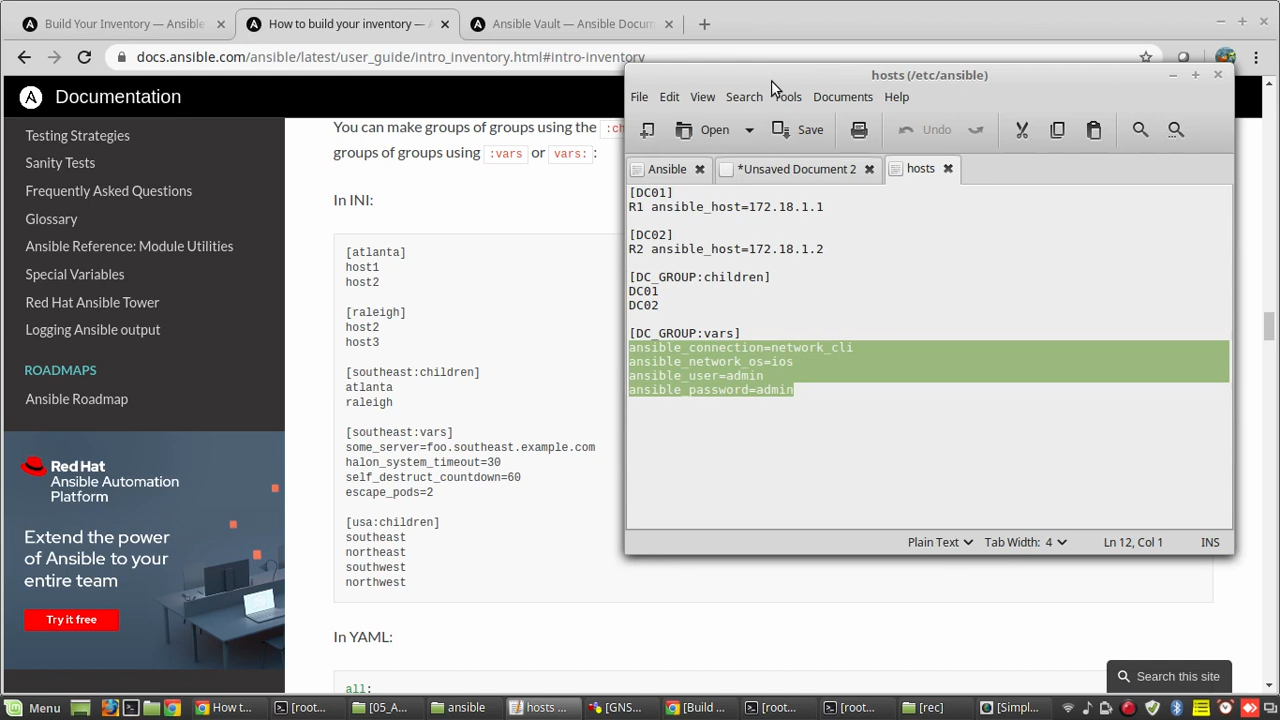 Build Your Inventory — Ansible
How to build your inventory —
Ansible Vault — Ansible Docum
docs.ansible.com/ansible/latest/user_guide/intro_inventory.html#intro-inventory
Documentation
Testing Strategies
Sanity Tests
Frequently Asked Questions
Glossary
Ansible Reference: Module Utilities
Special Variables
Red Hat Ansible Tower
Logging Ansible output
ROADMAPS
Ansible Roadmap
Red Hat
Ansible Automation
Platform
Extend the power
of Ansible to your
entire team
Try it free
You can make groups of groups using the :ch
groups of groups using :vars or vars: :
In INI:
[atlanta]
host1
host2
[raleigh]
host2
host3
[southeast:children]
atlanta
raleigh
[southeast:vars]
some_server=foo.southeast.example.com
halon_system_timeout=30
self_destruct_countdown=60
escape_pods=2
[usa:children]
southeast
northeast
southwest
northwest
In YAML:
all:
Search this site
hosts (/etc/ansible)
File Edit View Search Tools Documents Help
Open Save Undo
Ansible *Unsaved Document 2 hosts
[DC01]
R1 ansible_host=172.18.1.1
[DC02]
R2 ansible_host=172.18.1.2
[DC_GROUP:children]
DC01
DC02
[DC_GROUP:vars]
ansible_connection=network_cli
ansible_network_os=ios
ansible_user=admin
ansible_password=admin
Plain Text Tab Width: 4 Ln 12, Col 1 INS
Menu How t... [root... [05_A... ansible hosts ... [GNS... [Build ... [root... [root... [rec] [Simpl...